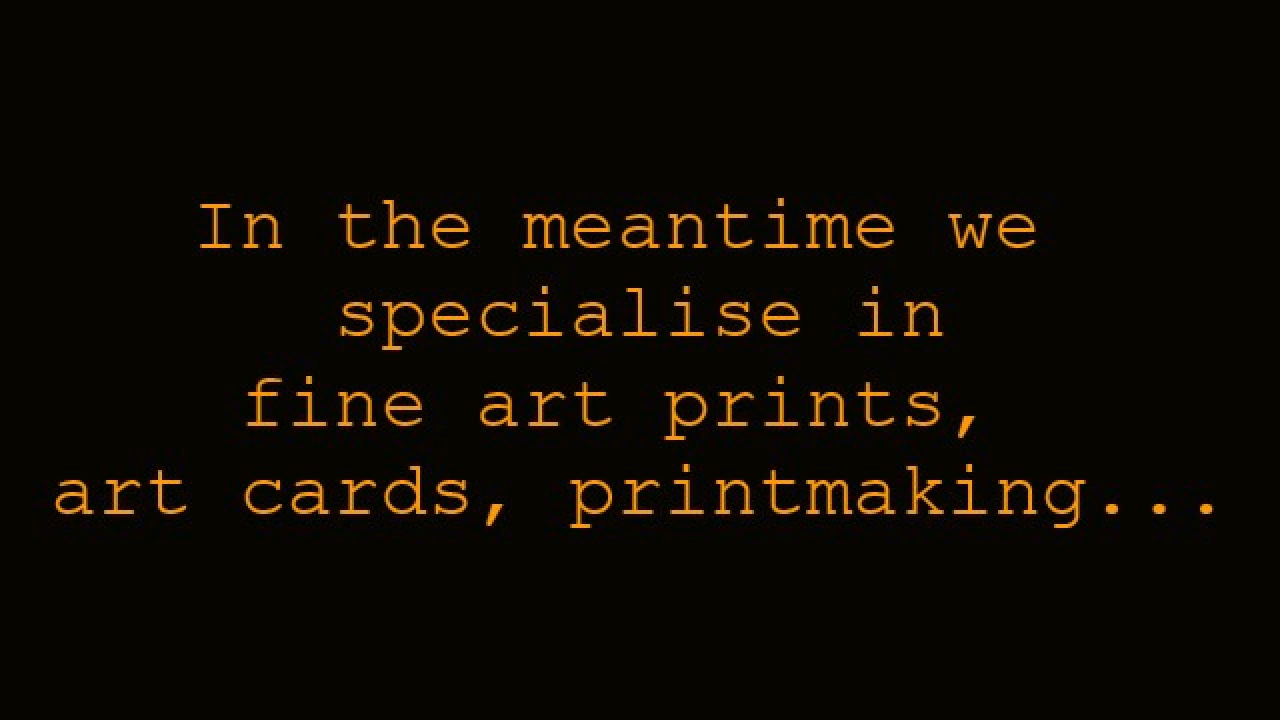 In the meantime we
specialise in
fine art prints,
art cards, printmaking...